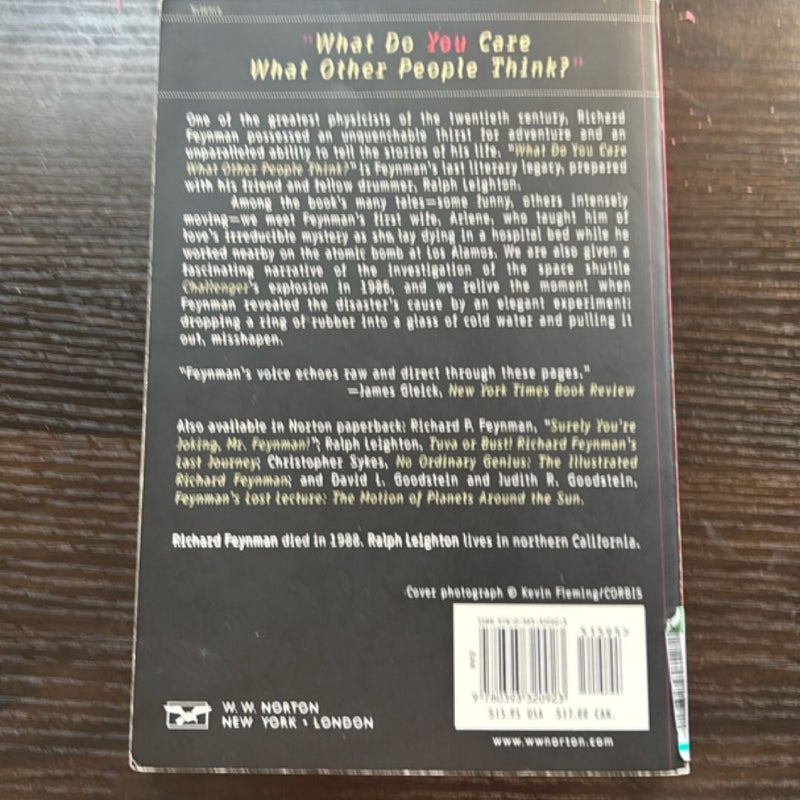 "What Do You Care
What Other People Think?"
One of the greatest physicists of the twentieth century, Richard
Feynman possessed an unquenchable thirst for adventure and an
unparalleled ability to tell the stories of his life. "What Do You Care
What Other People Think?" is Feynman's last literary legacy, prepared
with his friend and fellow drummer, Ralph Leighton.
Among the book's many tales—some funny, others intensely
moving—we meet Feynman's first wife, Arlene, who taught him of
love's irreducible mystery as she lay dying in a hospital bed while he
worked nearby on the atomic bomb at Los Alamos. We are also given a
fascinating narrative of the investigation of the space shuttle
Challenger's explosion in 1986, and we relive the moment when
Feynman revealed the disaster's cause by an elegant experiment:
dropping a ring of rubber into a glass of cold water and pulling it
out, misshapen.
"Feynman's voice echoes raw and direct through these pages."
—James Gleick, New York Times Book Review
Also available in Norton paperback: Richard P. Feynman, "Surely You're
Joking, Mr. Feynman!"; Ralph Leighton, Tuva or Bust! Richard Feynman's
Last Journey; Christopher Sykes, No Ordinary Genius: The Illustrated
Richard Feynman; and David L. Goodstein and Judith R. Goodstein,
Feynman's Lost Lecture: The Motion of Planets Around the Sun.
Richard Feynman died in 1988. Ralph Leighton lives in northern California.
Cover photograph © Kevin Fleming/CORBIS
ISBN 978-0-393-32092-3
51595>
9 780393 320923
$15.95 USA $17.00 CAN.
W. W. NORTON
NEW YORK • LONDON
www.wwnorton.com